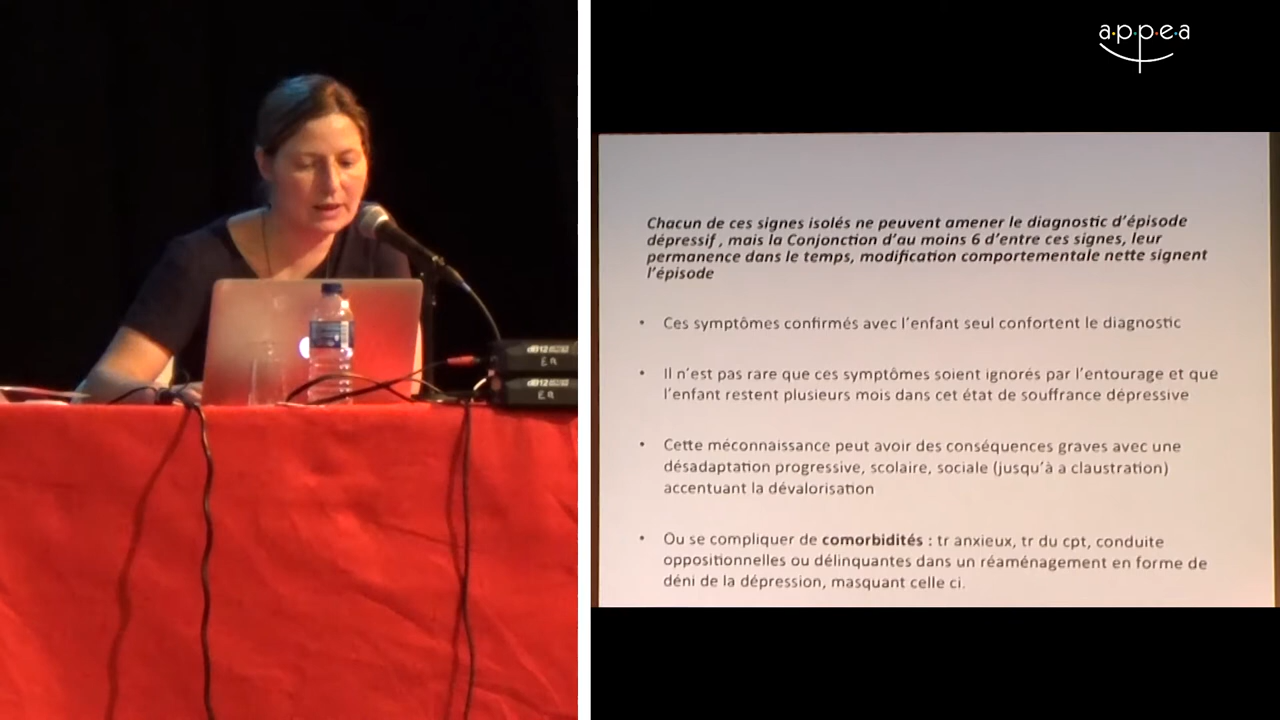 a·p·p·e·a
Chacun de ces signes isolés ne peuvent amener le diagnostic d'épisode
dépressif , mais la Conjonction d'au moins 6 d'entre ces signes, leur
permanence dans le temps, modification comportementale nette signent
l'épisode
• Ces symptômes confirmés avec l'enfant seul confortent le diagnostic
• Il n'est pas rare que ces symptômes soient ignorés par l'entourage et que
l'enfant restent plusieurs mois dans cet état de souffrance dépressive
• Cette méconnaissance peut avoir des conséquences graves avec une
désadaptation progressive, scolaire, sociale (jusqu'à a claustration)
accentuant la dévalorisation
• Ou se compliquer de comorbidités : tr anxieux, tr du cpt, conduite
oppositionnelles ou délinquantes dans un réaménagement en forme de
déni de la dépression, masquant celle ci.